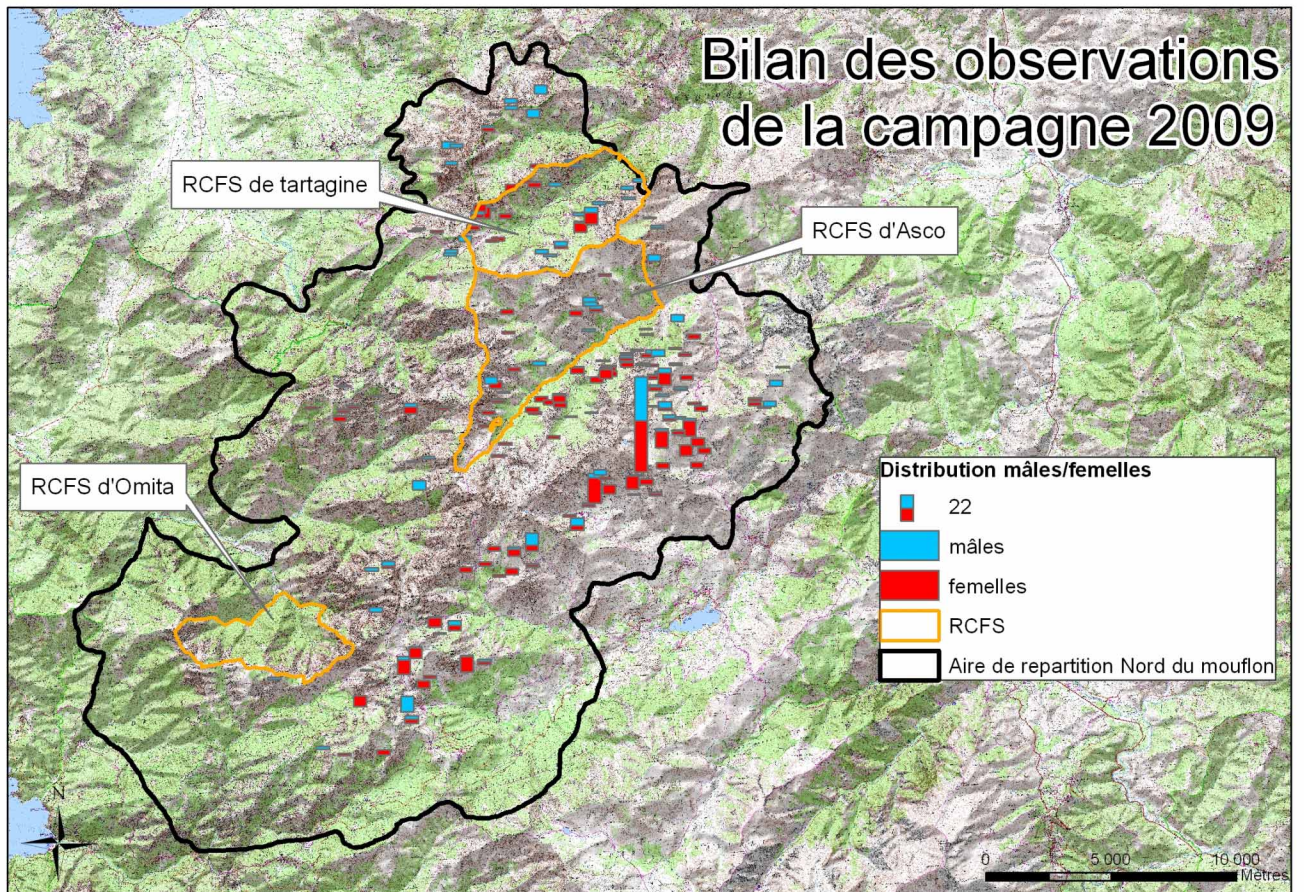 Bilan des observations
de la campagne 2009
RCFS de tartagine
RCFS d'Asco
RCFS d'Omita
Distribution mâles/femelles
22
mâles
femelles
RCFS
Aire de repartition Nord du mouflon
N
0 5 000 10 000
Mètres